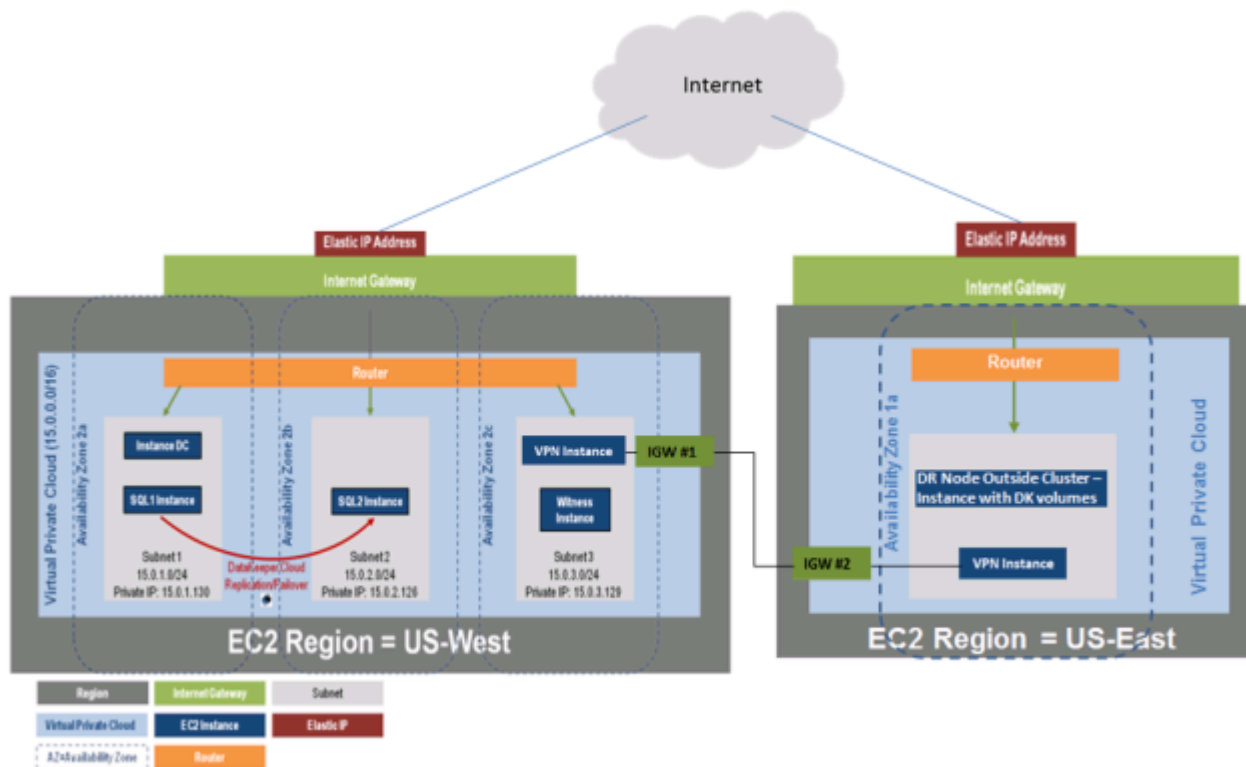 Internet
Elastic IP Address
Internet Gateway
Elastic IP Address
Internet Gateway
Virtual Private Cloud (15.0.0.0/16)
Availability Zone 2a
Availability Zone 2b
Availability Zone 2c
Router
Instance DC
SQL1 Instance
Subnet 1
15.0.1.0/24
Private IP: 15.0.1.130
DataKeeper Cloud
Replication/Failover
SQL2 Instance
Subnet 2
15.0.2.0/24
Private IP: 15.0.2.126
VPN Instance
Witness
Instance
Subnet 3
15.0.3.0/24
Private IP: 15.0.3.129
IGW #1
IGW #2
EC2 Region = US-West
Router
Availability Zone 1a
DR Node Outside Cluster –
Instance with DK volumes
VPN Instance
Virtual Private Cloud
EC2 Region = US-East
Region
Internet Gateway
Subnet
Virtual Private Cloud
EC2 Instance
Elastic IP
AZ=Availability Zone
Router